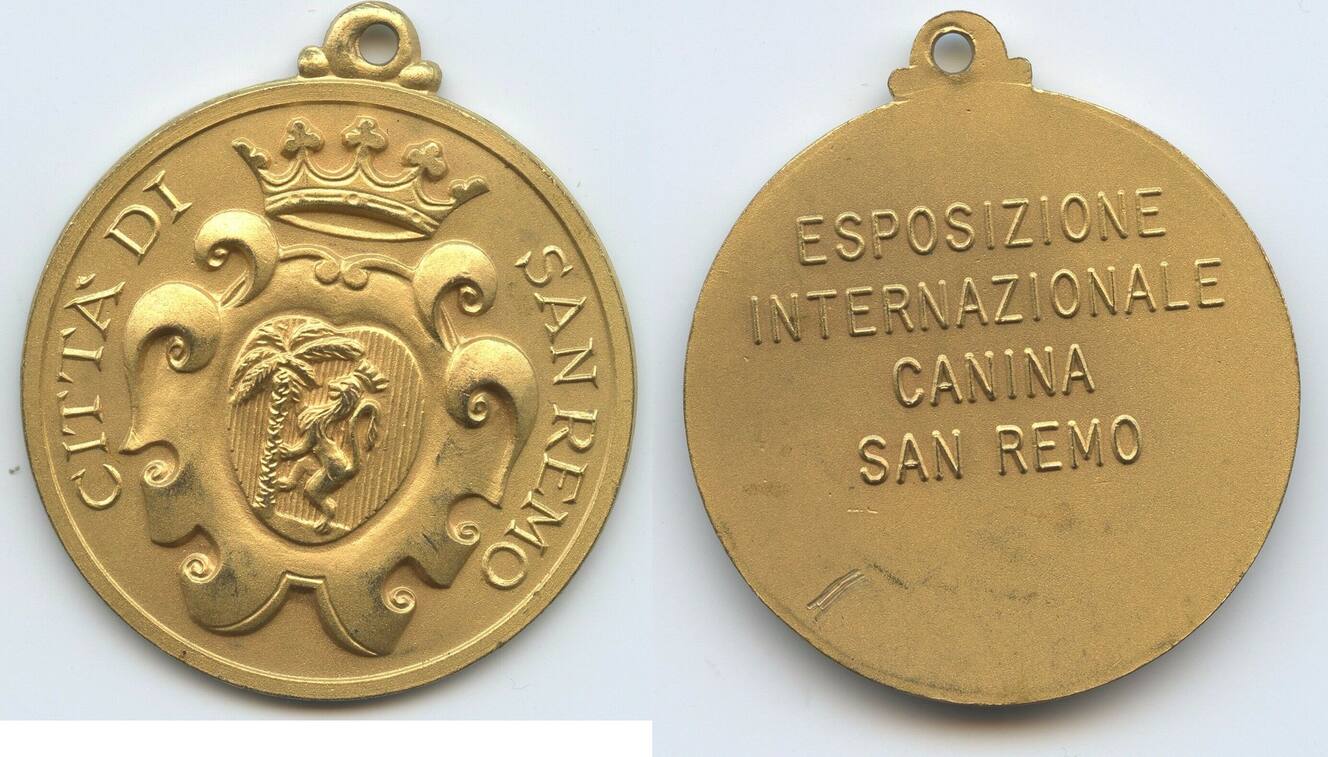 CITTÀ DI SAN REMO
ESPOSIZIONE
INTERNAZIONALE
CANINA
SAN REMO